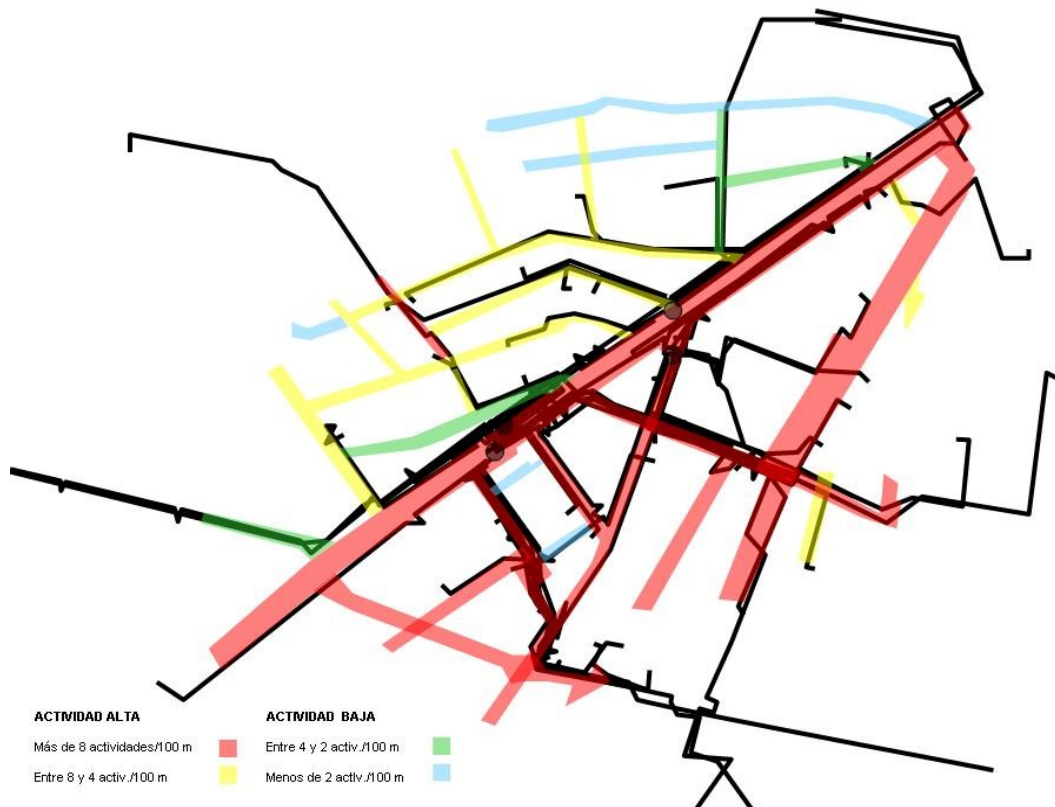 ACTIVIDAD ALTA
ACTIVIDAD BAJA
Más de 8 actividades/100 m
Entre 4 y 2 activ./100 m
Entre 8 y 4 activ./100 m
Menos de 2 activ./100 m